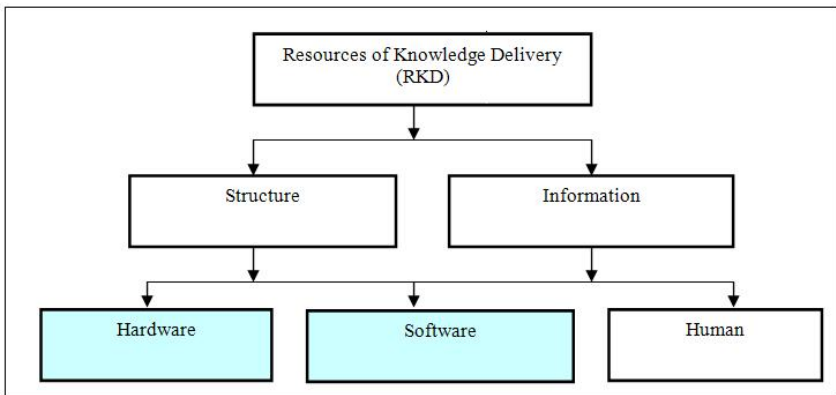 Resources of Knowledge Delivery
(RKD)
Structure
Information
Hardware
Software
Human